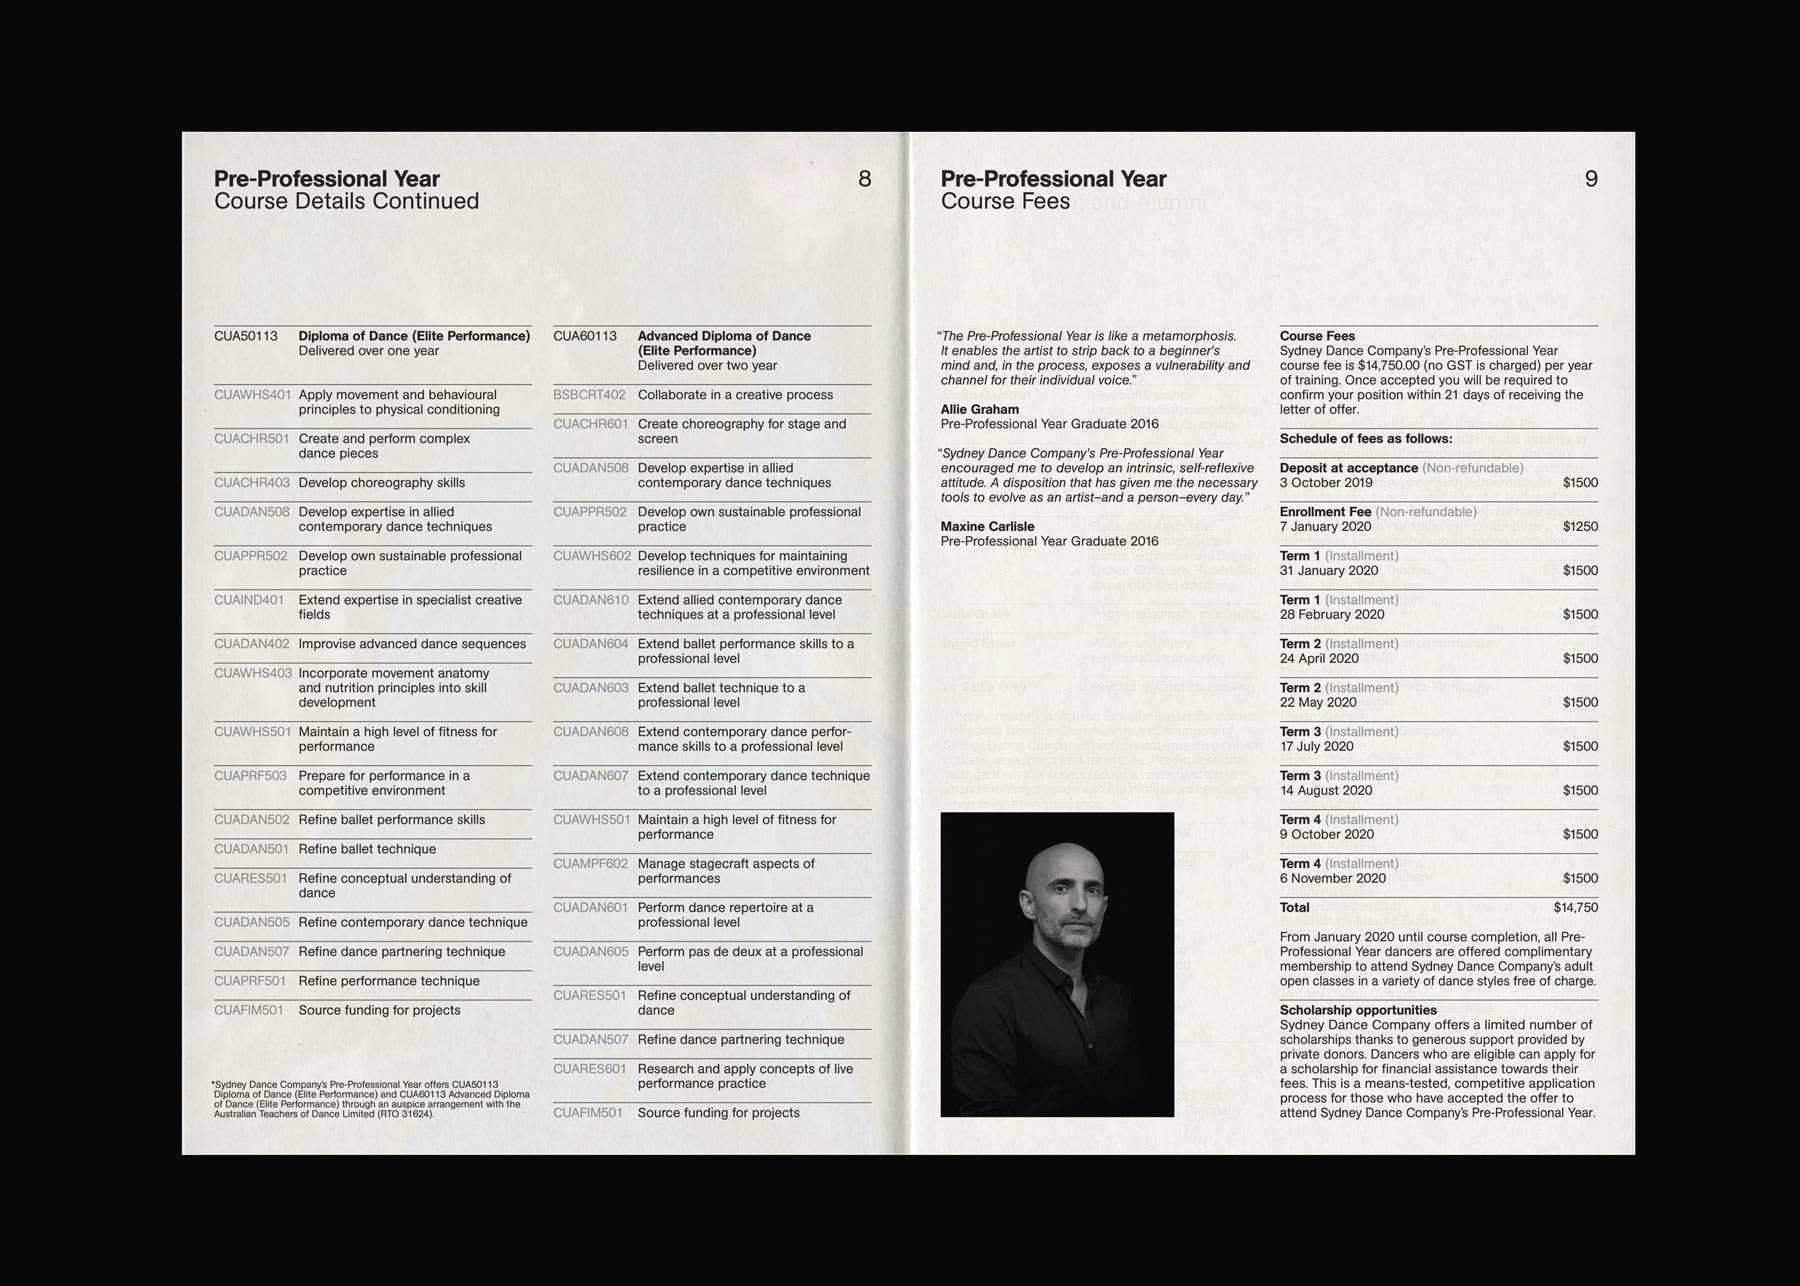 Pre-Professional Year
Course Details Continued
8
CUA50113 Diploma of Dance (Elite Performance)
Delivered over one year
CUAWHS401 Apply movement and behavioural
principles to physical conditioning
CUACHR501 Create and perform complex
dance pieces
CUACHR403 Develop choreography skills
CUADAN508 Develop expertise in allied
contemporary dance techniques
CUAPPR502 Develop own sustainable professional
practice
CUAIND401 Extend expertise in specialist creative
fields
CUADAN402 Improvise advanced dance sequences
CUAWHS403 Incorporate movement anatomy
and nutrition principles into skill
development
CUAWHS501 Maintain a high level of fitness for
performance
CUAPRF503 Prepare for performance in a
competitive environment
CUADAN502 Refine ballet performance skills
CUADAN501 Refine ballet technique
CUARES501 Refine conceptual understanding of
dance
CUADAN505 Refine contemporary dance technique
CUADAN507 Refine dance partnering technique
CUAPRF501 Refine performance technique
CUAFIM501 Source funding for projects
*Sydney Dance Company's Pre-Professional Year offers CUA50113
Diploma of Dance (Elite Performance) and CUA60113 Advanced Diploma
of Dance (Elite Performance) through an auspice arrangement with the
Australian Teachers of Dance Limited (RTO 31624).
CUA60113 Advanced Diploma of Dance
(Elite Performance)
Delivered over two year
BSBCRT402 Collaborate in a creative process
CUACHR601 Create choreography for stage and
screen
CUADAN508 Develop expertise in allied
contemporary dance techniques
CUAPPR502 Develop own sustainable professional
practice
CUAWHS602 Develop techniques for maintaining
resilience in a competitive environment
CUADAN610 Extend allied contemporary dance
techniques at a professional level
CUADAN604 Extend ballet performance skills to a
professional level
CUADAN603 Extend ballet technique to a
professional level
CUADAN608 Extend contemporary dance perfor-
mance skills to a professional level
CUADAN607 Extend contemporary dance technique
to a professional level
CUAWHS501 Maintain a high level of fitness for
performance
CUAMPF602 Manage stagecraft aspects of
performances
CUADAN601 Perform dance repertoire at a
professional level
CUADAN605 Perform pas de deux at a professional
level
CUARES501 Refine conceptual understanding of
dance
CUADAN507 Refine dance partnering technique
CUARES601 Research and apply concepts of live
performance practice
CUAFIM501 Source funding for projects
Pre-Professional Year
Course Fees
9
“The Pre-Professional Year is like a metamorphosis.
It enables the artist to strip back to a beginner's
mind and, in the process, exposes a vulnerability and
channel for their individual voice.”
Allie Graham
Pre-Professional Year Graduate 2016
“Sydney Dance Company's Pre-Professional Year
encouraged me to develop an intrinsic, self-reflexive
attitude. A disposition that has given me the necessary
tools to evolve as an artist–and a person–every day.”
Maxine Carlisle
Pre-Professional Year Graduate 2016
Course Fees
Sydney Dance Company's Pre-Professional Year
course fee is $14,750.00 (no GST is charged) per year
of training. Once accepted you will be required to
confirm your position within 21 days of receiving the
letter of offer.
Schedule of fees as follows:
Deposit at acceptance (Non-refundable)
3 October 2019 $1500
Enrollment Fee (Non-refundable)
7 January 2020 $1250
Term 1 (Installment)
31 January 2020 $1500
Term 1 (Installment)
28 February 2020 $1500
Term 2 (Installment)
24 April 2020 $1500
Term 2 (Installment)
22 May 2020 $1500
Term 3 (Installment)
17 July 2020 $1500
Term 3 (Installment)
14 August 2020 $1500
Term 4 (Installment)
9 October 2020 $1500
Term 4 (Installment)
6 November 2020 $1500
Total $14,750
From January 2020 until course completion, all Pre-
Professional Year dancers are offered complimentary
membership to attend Sydney Dance Company's adult
open classes in a variety of dance styles free of charge.
Scholarship opportunities
Sydney Dance Company offers a limited number of
scholarships thanks to generous support provided by
private donors. Dancers who are eligible can apply for
a scholarship for financial assistance towards their
fees. This is a means-tested, competitive application
process for those who have accepted the offer to
attend Sydney Dance Company's Pre-Professional Year.